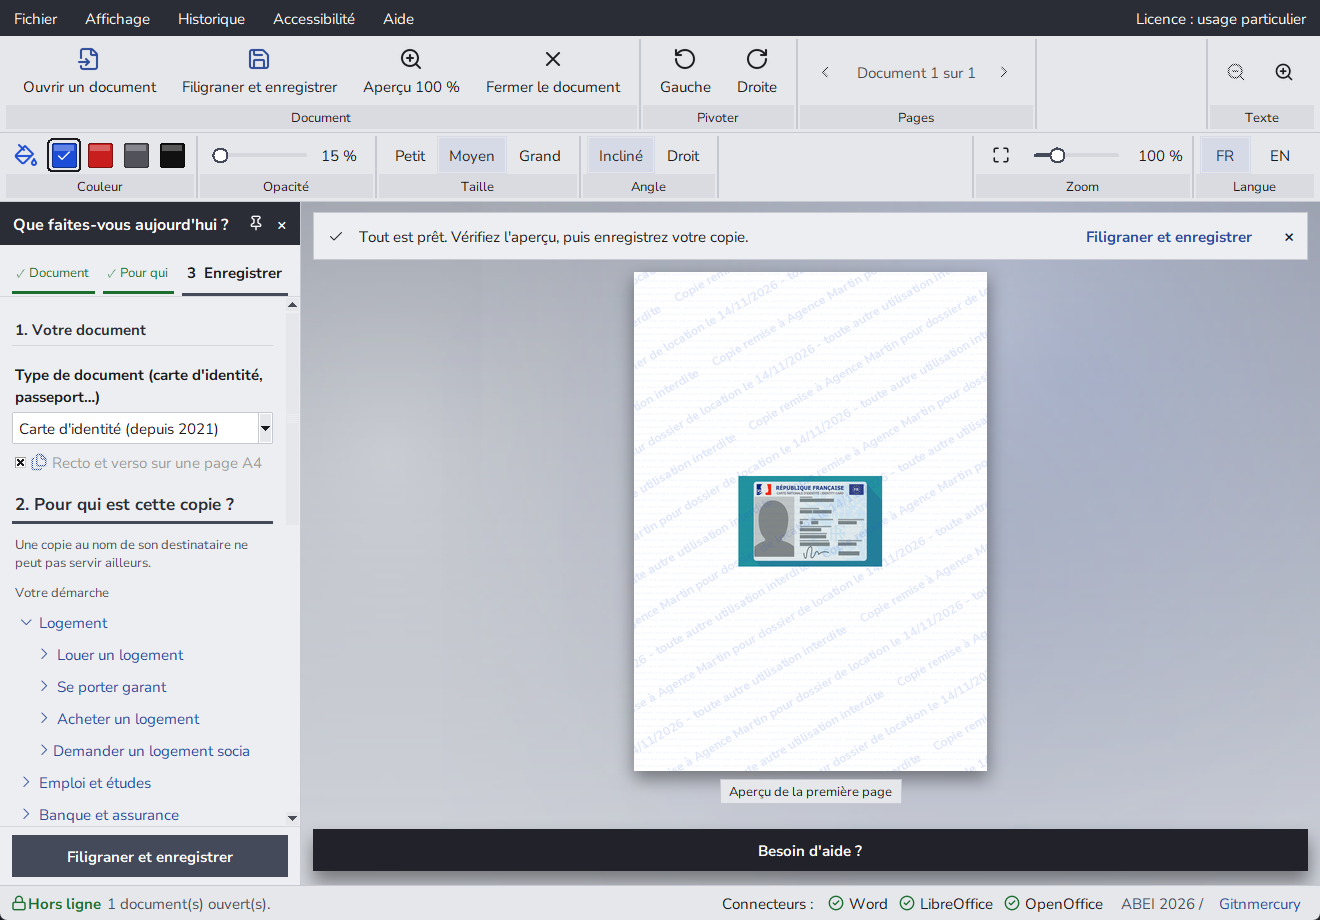 Fichier Affichage Historique Accessibilité Aide Licence : usage particulier
Ouvrir un document Filigraner et enregistrer Aperçu 100 % Fermer le document Gauche Droite Document 1 sur 1
Document Pivoter Pages Texte
15 % Petit Moyen Grand Incliné Droit 100 % FR EN
Couleur Opacité Taille Angle Zoom Langue
Que faites-vous aujourd'hui ?
Document Pour qui 3 Enregistrer
1. Votre document
Type de document (carte d'identité,
passeport...)
Carte d'identité (depuis 2021)
Recto et verso sur une page A4
2. Pour qui est cette copie ?
Une copie au nom de son destinataire ne
peut pas servir ailleurs.
Votre démarche
Logement
Louer un logement
Se porter garant
Acheter un logement
Demander un logement socia
Emploi et études
Banque et assurance
Filigraner et enregistrer
Tout est prêt. Vérifiez l'aperçu, puis enregistrez votre copie. Filigraner et enregistrer
Copie remise à Agence Martin pour dossier de location le 14/11/2026 - toute autre utilisation interdite
RÉPUBLIQUE FRANÇAISE
Aperçu de la première page
Besoin d'aide ?
Hors ligne 1 document(s) ouvert(s). Connecteurs : Word LibreOffice OpenOffice ABEI 2026 / Gitnmercury